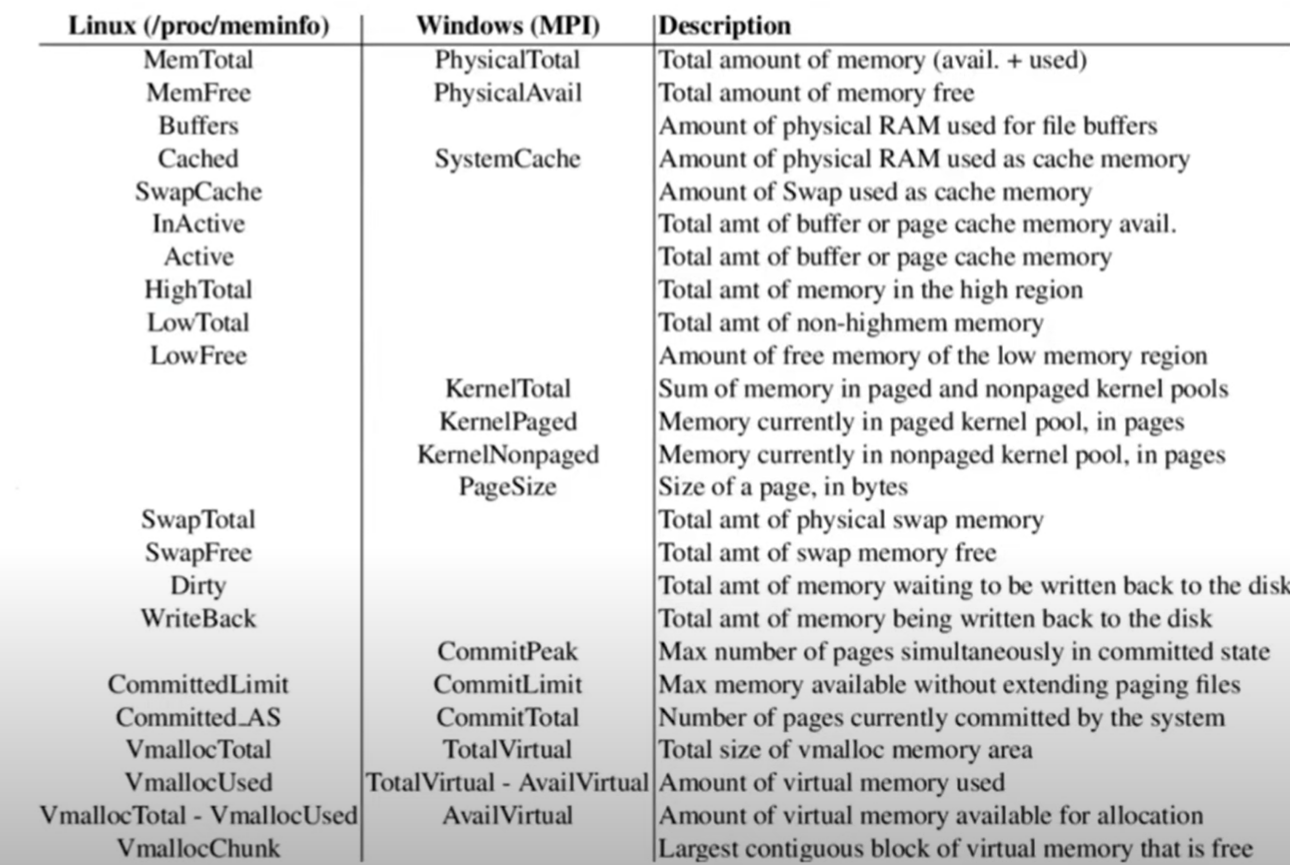 Linux (/proc/meminfo) Windows (MPI) Description
MemTotal PhysicalTotal Total amount of memory (avail. + used)
MemFree PhysicalAvail Total amount of memory free
Buffers Amount of physical RAM used for file buffers
Cached SystemCache Amount of physical RAM used as cache memory
SwapCache Amount of Swap used as cache memory
InActive Total amt of buffer or page cache memory avail.
Active Total amt of buffer or page cache memory
HighTotal Total amt of memory in the high region
LowTotal Total amt of non-highmem memory
LowFree Amount of free memory of the low memory region
KernelTotal Sum of memory in paged and nonpaged kernel pools
KernelPaged Memory currently in paged kernel pool, in pages
KernelNonpaged Memory currently in nonpaged kernel pool, in pages
PageSize Size of a page, in bytes
SwapTotal Total amt of physical swap memory
SwapFree Total amt of swap memory free
Dirty Total amt of memory waiting to be written back to the disk
WriteBack Total amt of memory being written back to the disk
CommitPeak Max number of pages simultaneously in committed state
CommittedLimit CommitLimit Max memory available without extending paging files
Committed_AS CommitTotal Number of pages currently committed by the system
VmallocTotal TotalVirtual Total size of vmalloc memory area
VmallocUsed TotalVirtual - AvailVirtual Amount of virtual memory used
VmallocTotal - VmallocUsed AvailVirtual Amount of virtual memory available for allocation
VmallocChunk Largest contiguous block of virtual memory that is free